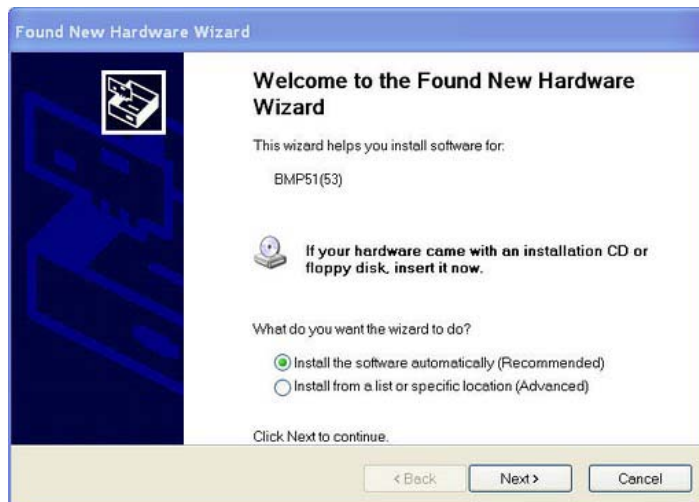 Found New Hardware Wizard
Welcome to the Found New Hardware
Wizard
This wizard helps you install software for:
BMP51(53)
If your hardware came with an installation CD or
floppy disk, insert it now.
What do you want the wizard to do?
Install the software automatically (Recommended)
Install from a list or specific location (Advanced)
Click Next to continue.
< Back
Next >
Cancel